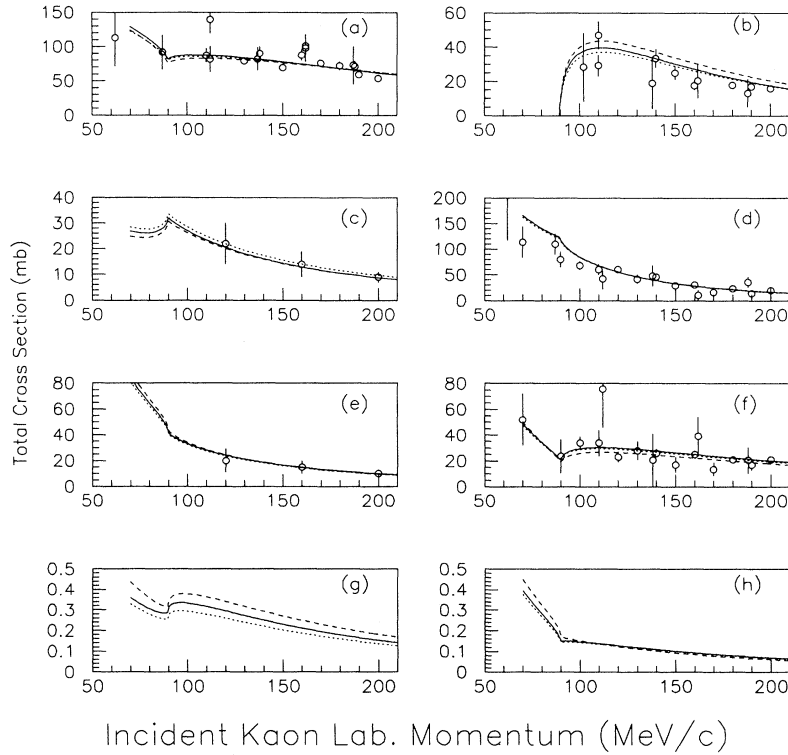 150
100
50
0
(a)
50 100 150 200
60
40
20
0
(b)
50 100 150 200
40
30
20
10
0
(c)
50 100 150 200
200
150
100
50
0
(d)
50 100 150 200
80
60
40
20
0
(e)
50 100 150 200
80
60
40
20
0
(f)
50 100 150 200
0.5
0.4
0.3
0.2
0.1
0
(g)
50 100 150 200
0.5
0.4
0.3
0.2
0.1
0
(h)
50 100 150 200
Total Cross Section (mb)
Incident Kaon Lab. Momentum (MeV/c)